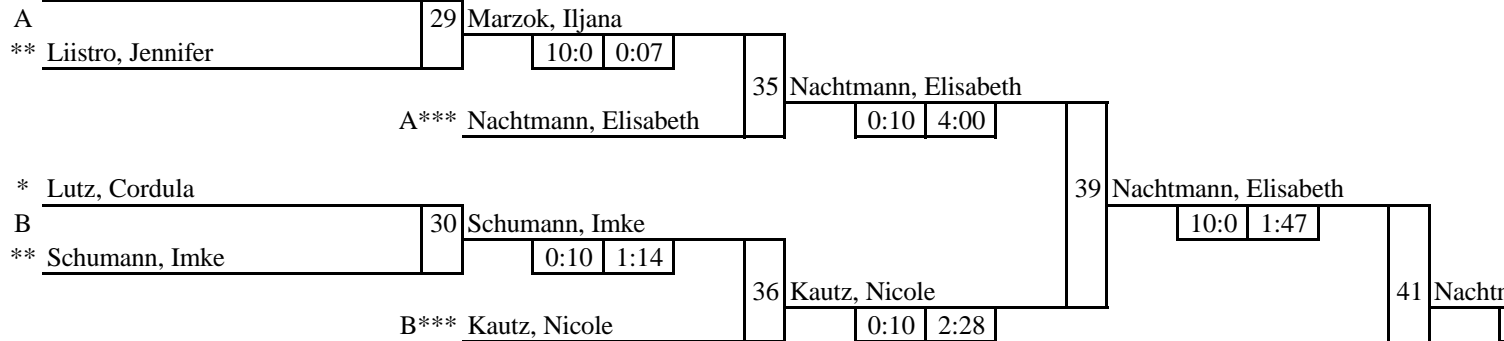 A 29 Marzok, Iljana
** Liistro, Jennifer 10:0 0:07
35 Nachtmann, Elisabeth
A*** Nachtmann, Elisabeth 0:10 4:00
* Lutz, Cordula 39 Nachtmann, Elisabeth
B 30 Schumann, Imke 10:0 1:47
** Schumann, Imke 0:10 1:14
36 Kautz, Nicole 41
B*** Kautz, Nicole 0:10 2:28